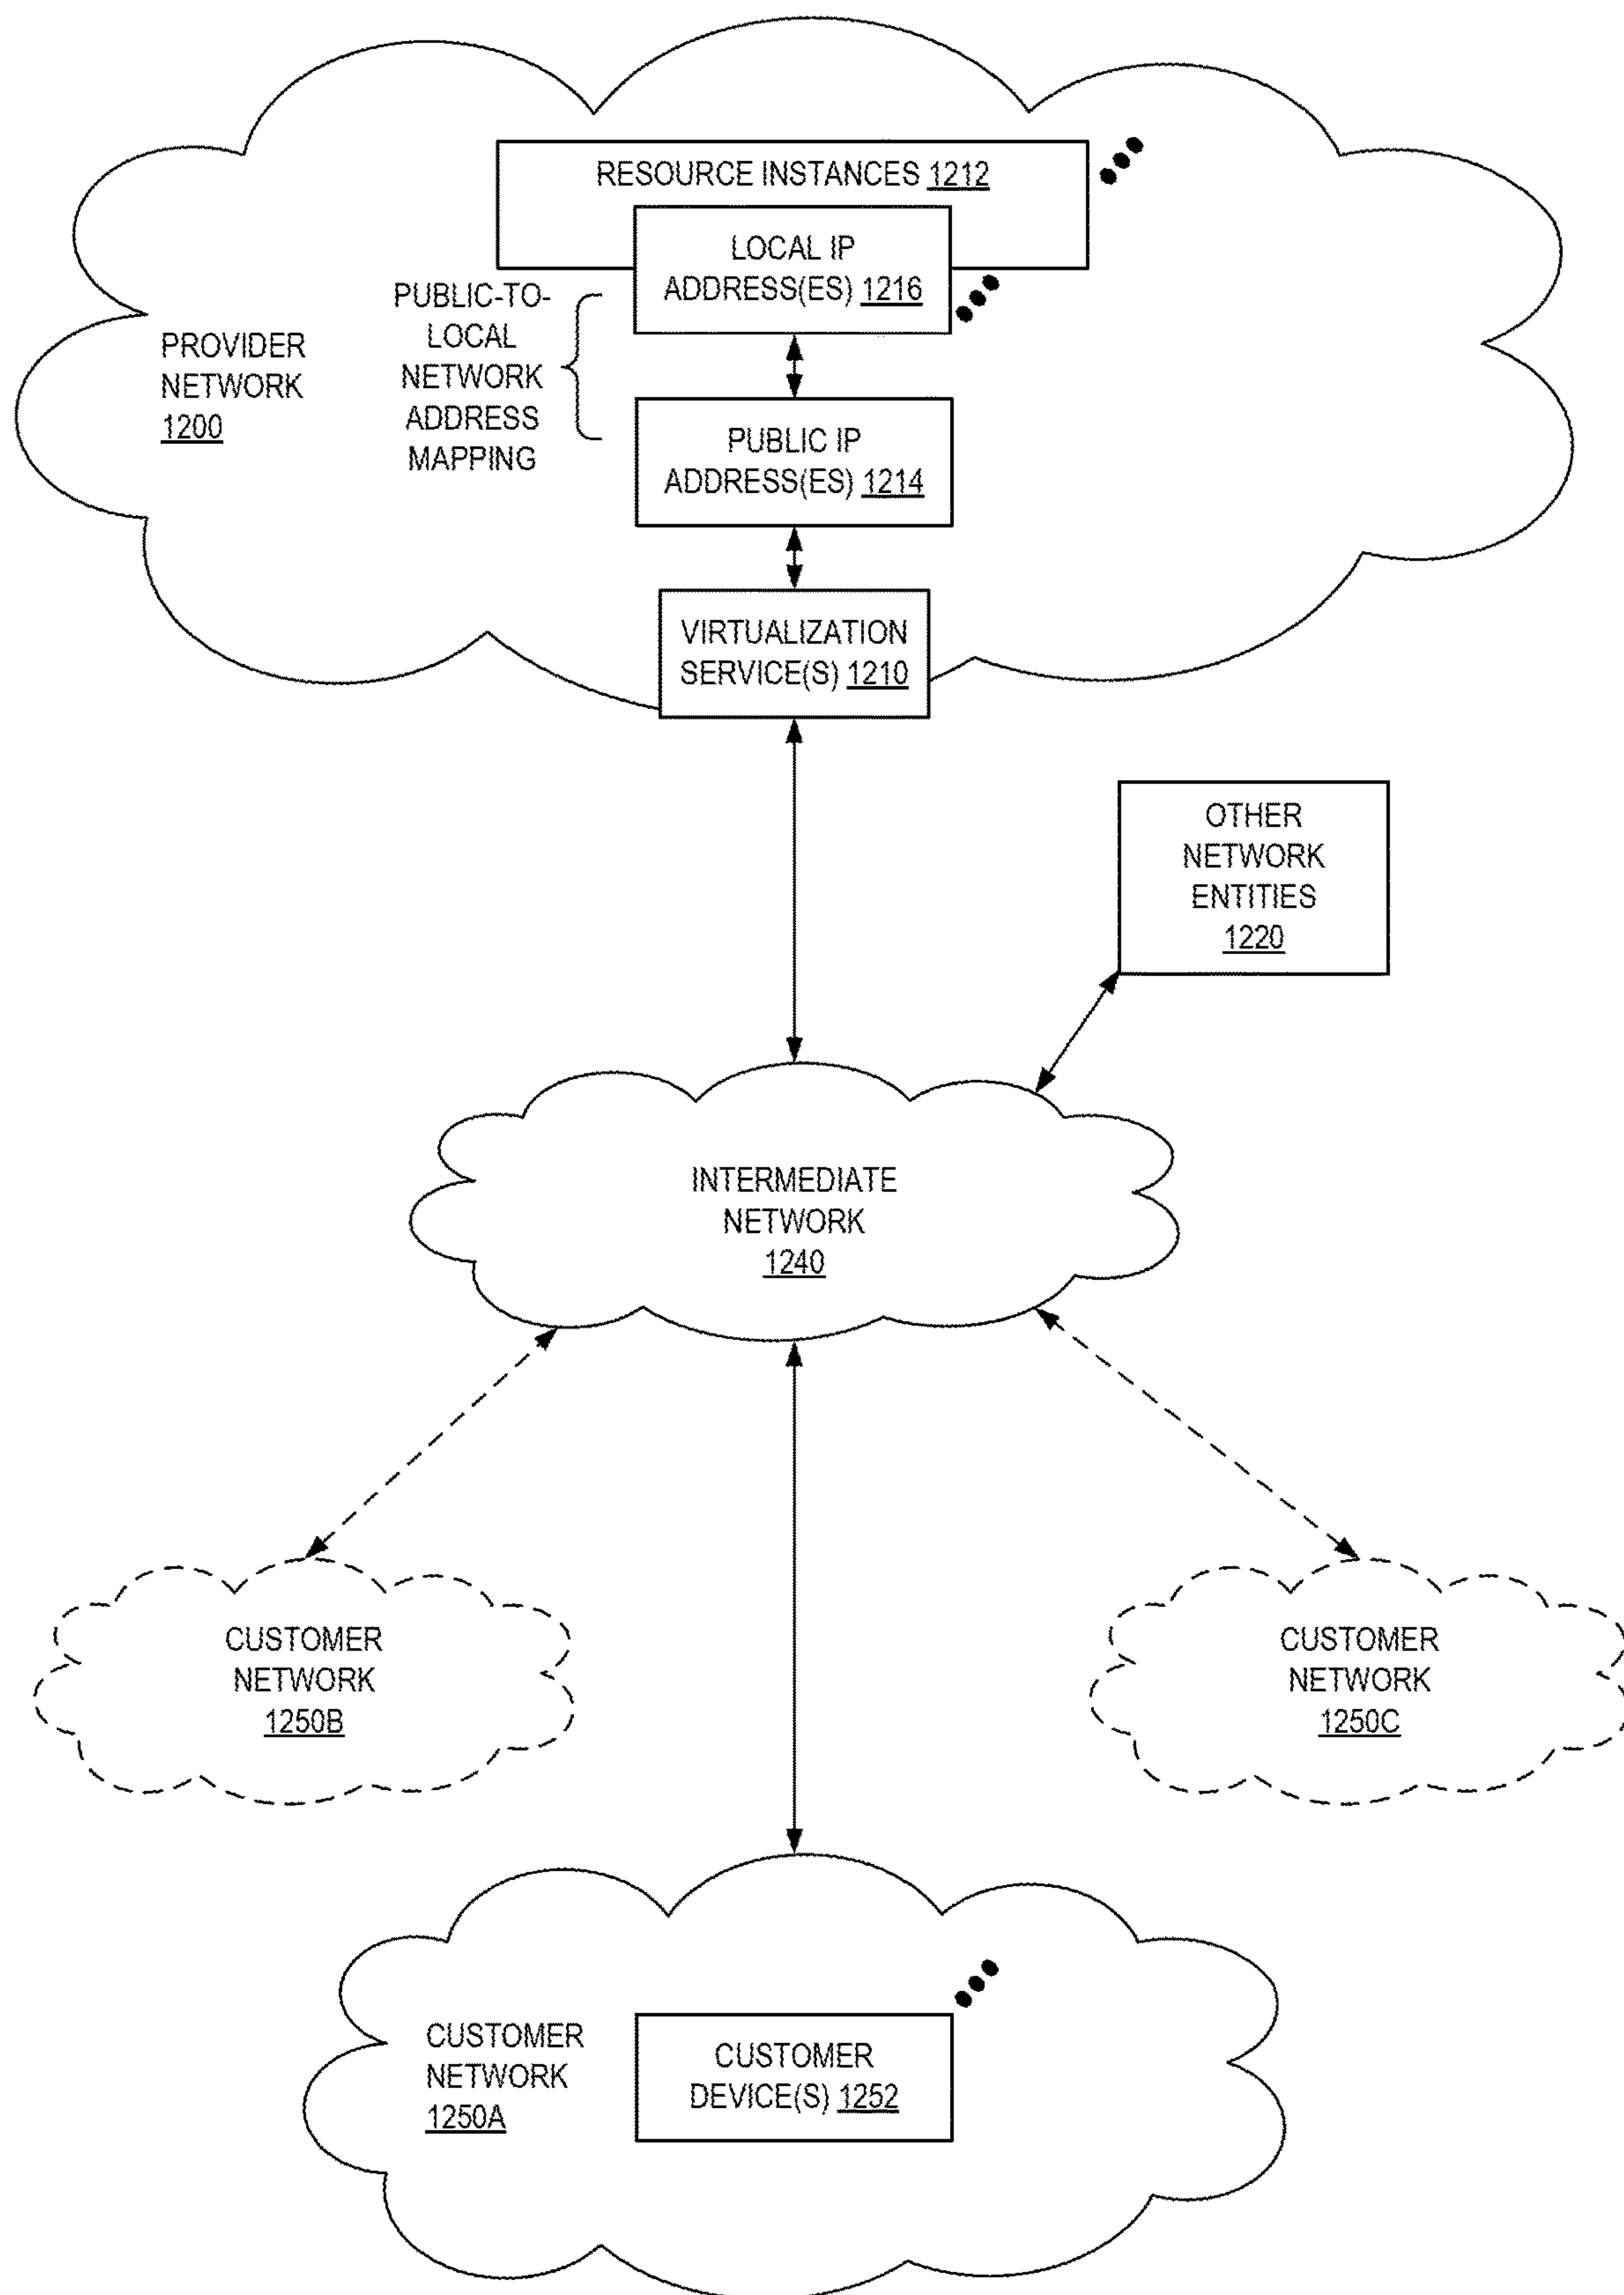 RESOURCE INSTANCES 1212
LOCAL IP
ADDRESS(ES) 1216
PUBLIC-TO-
LOCAL
NETWORK
ADDRESS
MAPPING
PROVIDER
NETWORK
1200
PUBLIC IP
ADDRESS(ES) 1214
VIRTUALIZATION
SERVICE(S) 1210
OTHER
NETWORK
ENTITIES
1220
INTERMEDIATE
NETWORK
1240
CUSTOMER
NETWORK
1250B
CUSTOMER
NETWORK
1250C
CUSTOMER
NETWORK
1250A
CUSTOMER
DEVICE(S) 1252